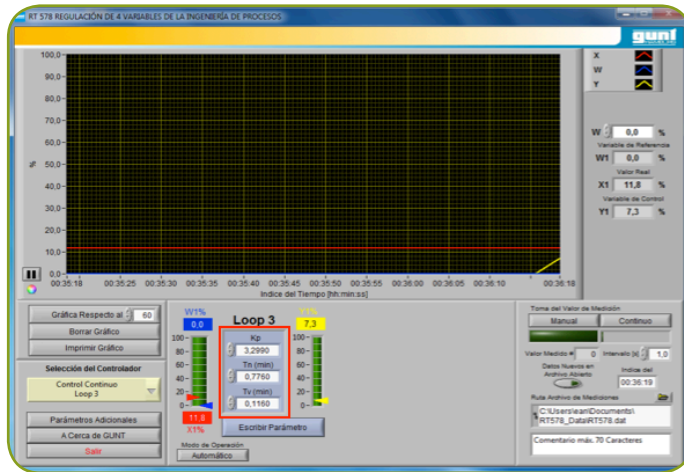 RT 578 REGULACIÓN DE 4 VARIABLES DE LA INGENIERÍA DE PROCESOS
gunt
100,0
90,0
80,0
70,0
60,0
50,0
40,0
30,0
20,0
10,0
0,0
%
00:35:18 00:35:25 00:35:30 00:35:35 00:35:40 00:35:45 00:35:50 00:35:55 00:36:00 00:36:05 00:36:10 00:36:18
Indice del Tiempo [hh:min:ss]
X
W
Y
W 0,0 %
Variable de Referencia
W1 0,0 %
Valor Real
X1 11,8 %
Variable de Control
Y1 7,3 %
Gráfica Respecto al 60
Borrar Gráfico
Imprimir Gráfico
Selección del Controlador
Control Continuo
Loop 3
Parámetros Adicionales
A Cerca de GUNT
Salir
W1%
0,0
100
80
60
40
20
0
11,8
X1%
Loop 3
Kp
3,2990
Tn (min)
0,7760
Tv (min)
0,1160
Y1%
7,3
100
80
60
40
20
0
Escribir Parámetro
Modo de Operación
Automático
Toma del Valor de Medición
Manual Continuo
Valor Medido # 0 Intervalo [s] 1,0
Datos Nuevos en
Archivo Abierto
Indice del
00:36:19
Ruta Archivo de Mediciones
C:\Users\ean\Documents\
RT578_Data\RT578.dat
Comentario máx. 70 Caracteres